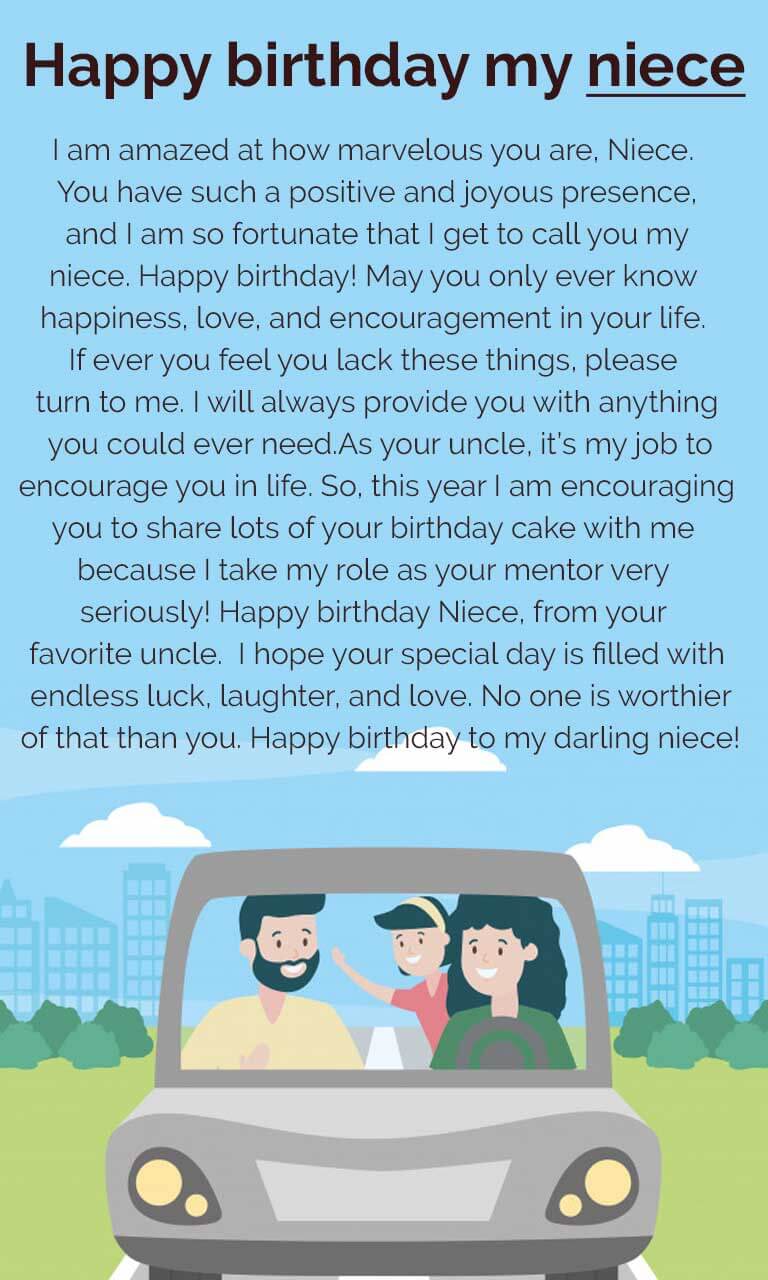 Happy birthday my niece
I am amazed at how marvelous you are, Niece.
You have such a positive and joyous presence,
and I am so fortunate that I get to call you my
niece. Happy birthday! May you only ever know
happiness, love, and encouragement in your life.
If ever you feel you lack these things, please
turn to me. I will always provide you with anything
you could ever need.As your uncle, it's my job to
encourage you in life. So, this year I am encouraging
you to share lots of your birthday cake with me
because I take my role as your mentor very
seriously! Happy birthday Niece, from your
favorite uncle.  I hope your special day is filled with
endless luck, laughter, and love. No one is worthier
of that than you. Happy birthday to my darling niece!